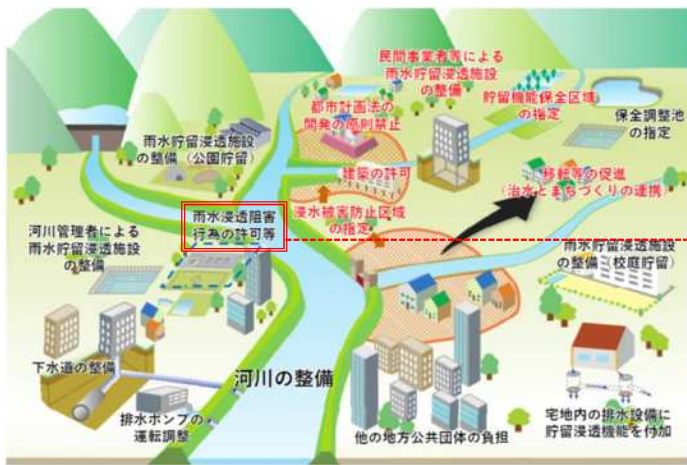 民間事業者等による
雨水貯留浸透施設
の整備
都市計画法の
開発の原則禁止
貯留機能保全区域
の指定
保全調整池
の指定
雨水貯留浸透施設
の整備（公園貯留）
建築の許可
移転等の促進
（治水とまちづくりの連携）
雨水浸透阻害
行為の許可等
浸水被害防止区域
の指定
河川管理者による
雨水貯留浸透施設
の整備
雨水貯留浸透施設
の整備（校庭貯留）
下水道の整備
河川の整備
排水ポンプの
運転調整
他の地方公共団体の負担
宅地内の排水設備に
貯留浸透機能を付加